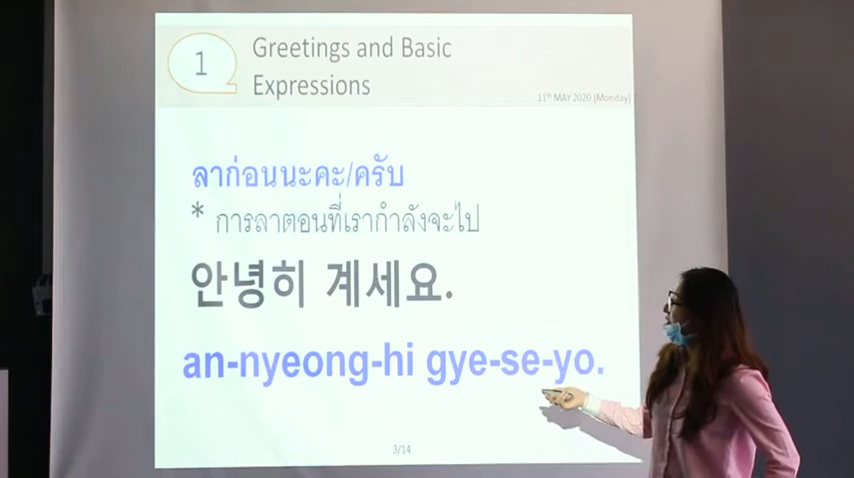 1
Greetings and Basic
Expressions
11th MAY 2020 (Monday)
ลาก่อนนะคะ/ครับ
* การลาตอนที่เรากำลังจะไป
안녕히 계세요.
an-nyeong-hi gye-se-yo.
3/14